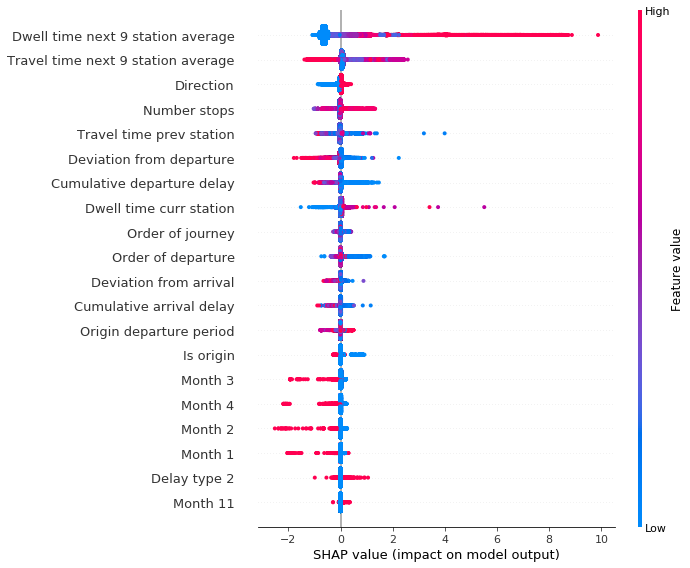 High
Dwell time next 9 station average
Travel time next 9 station average
Direction
Number stops
Travel time prev station
Deviation from departure
Cumulative departure delay
Dwell time curr station
Order of journey
Order of departure
Deviation from arrival
Cumulative arrival delay
Origin departure period
Is origin
Month 3
Month 4
Month 2
Month 1
Delay type 2
Month 11
Feature value
Low
−2 0 2 4 6 8 10
SHAP value (impact on model output)